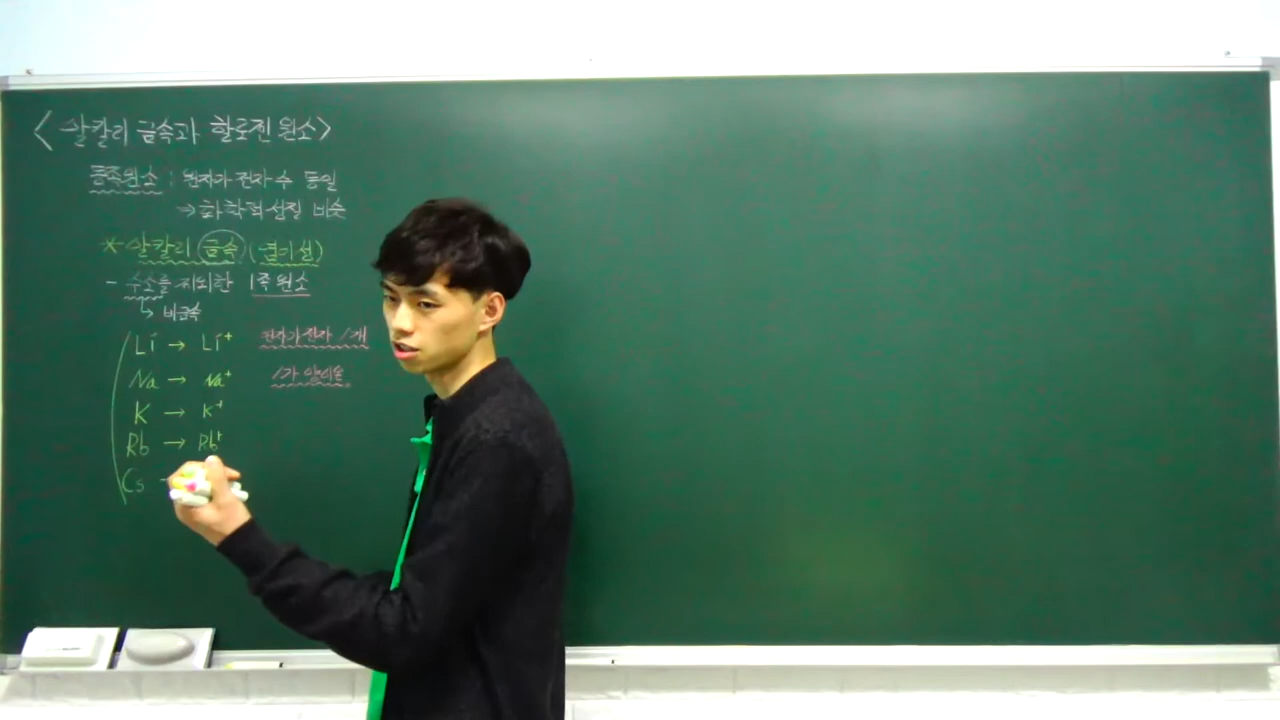 <알칼리 금속과 할로젠 원소>
동족원소 : 원자가 전자 수 동일
→ 화학적 성질 비슷
* 알칼리 금속 (염기성)
- 수소를 제외한 1족 원소
↳ 비금속
Li → Li⁺ 원자가 전자 1개
Na → Na⁺ 1가 양이온
K → K⁺
Rb → Rb⁺
Cs